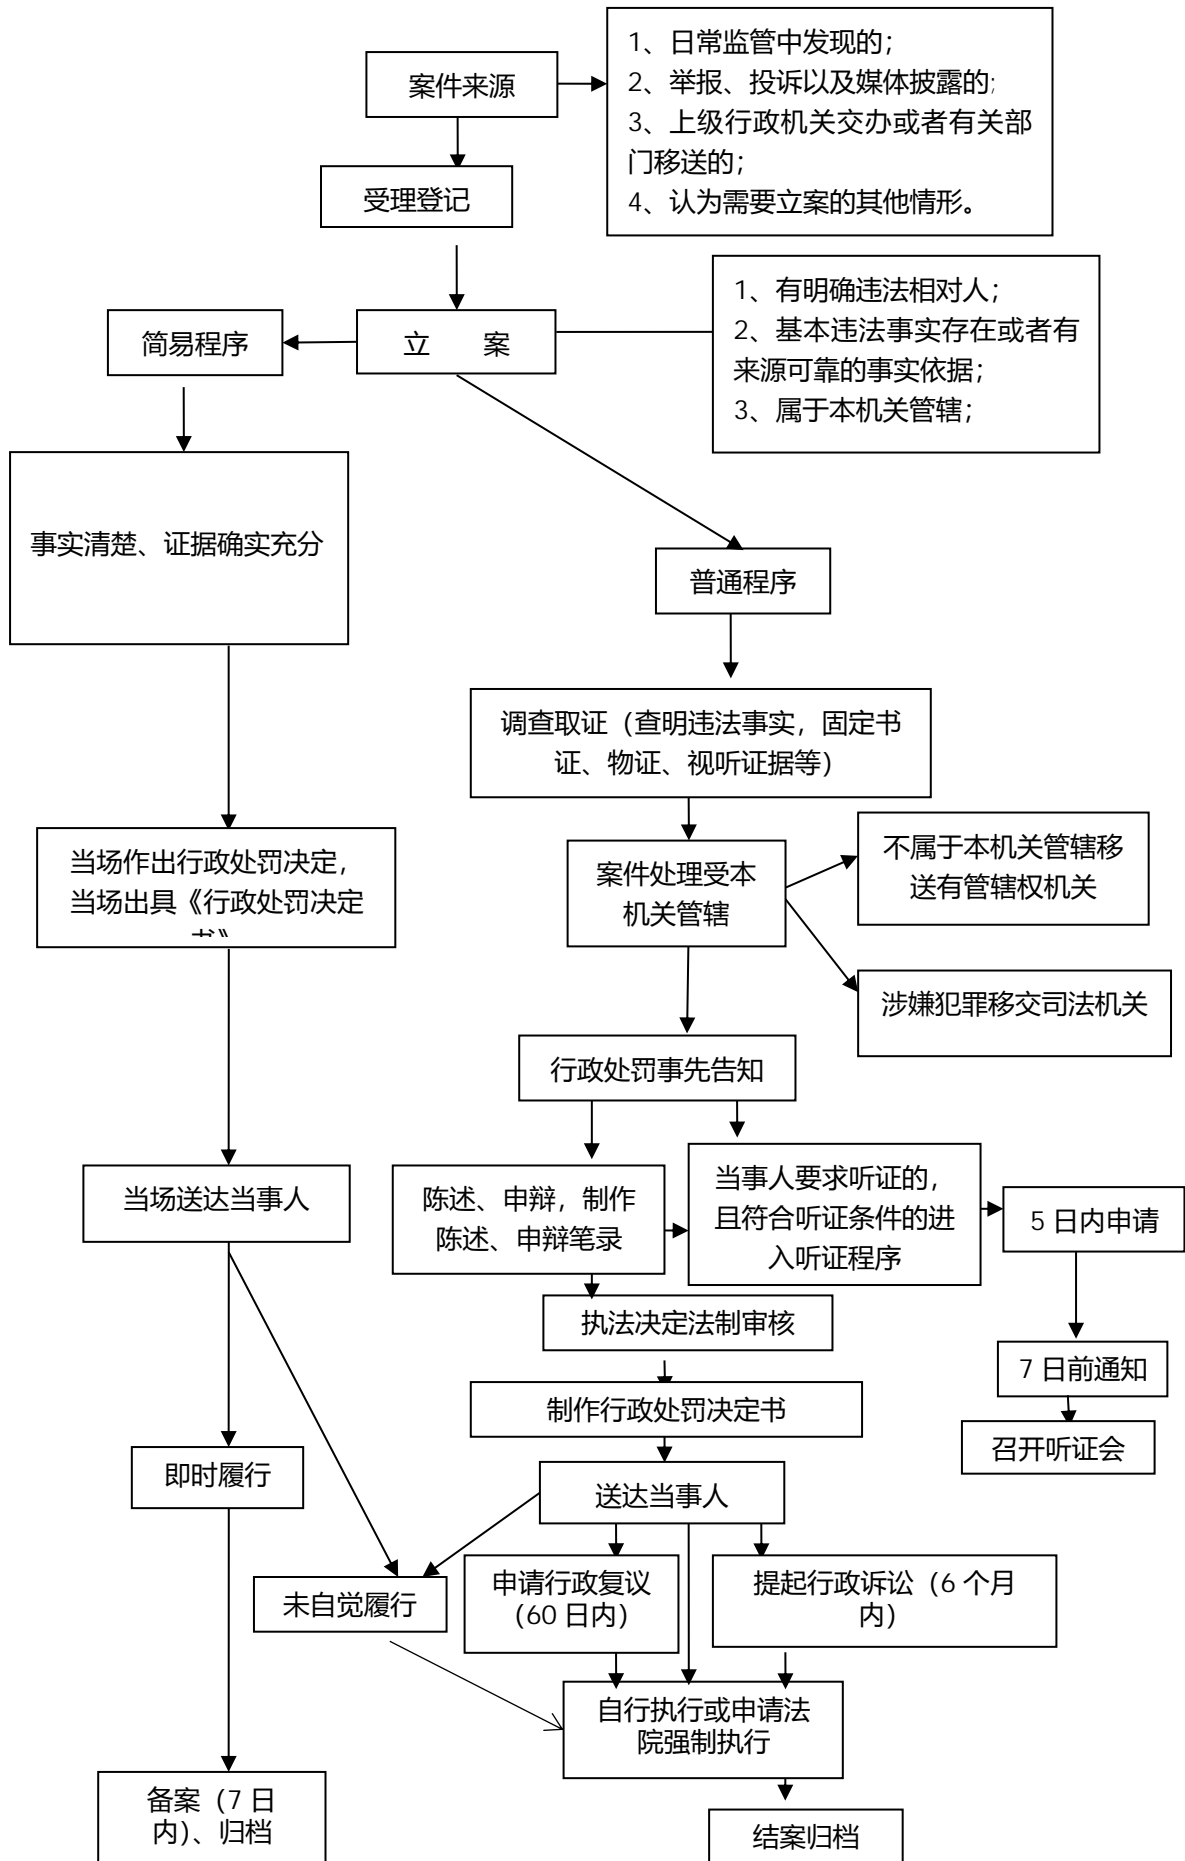 案件来源
1、日常监管中发现的；
2、举报、投诉以及媒体披露的;
3、上级行政机关交办或者有关部
门移送的；
4、认为需要立案的其他情形。
受理登记
1、有明确违法相对人；
2、基本违法事实存在或者有
来源可靠的事实依据；
3、属于本机关管辖；
简易程序
立 案
事实清楚、证据确实充分
普通程序
调查取证（查明违法事实，固定书
证、物证、视听证据等）
当场作出行政处罚决定，
当场出具《行政处罚决定
书》
案件处理受本
机关管辖
不属于本机关管辖移
送有管辖权机关
涉嫌犯罪移交司法机关
行政处罚事先告知
当场送达当事人
陈述、申辩，制作
陈述、申辩笔录
当事人要求听证的，
且符合听证条件的进
入听证程序
5 日内申请
执法决定法制审核
7 日前通知
制作行政处罚决定书
召开听证会
即时履行
送达当事人
未自觉履行
申请行政复议
（60 日内）
提起行政诉讼（6 个月
内）
自行执行或申请法
院强制执行
备案（7 日
内）、归档
结案归档